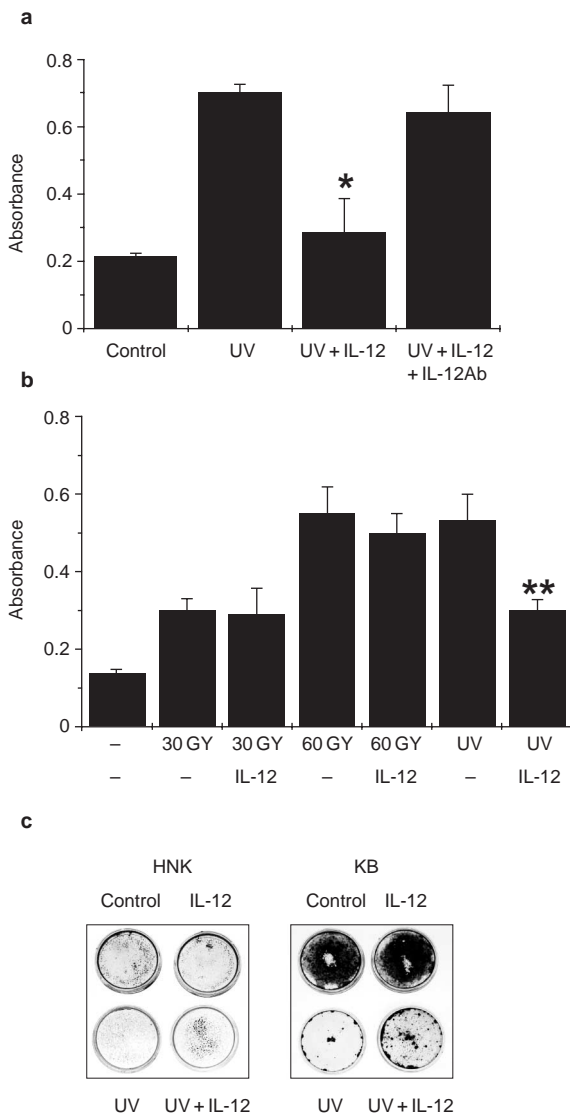 a
0.8
0.6
0.4
0.2
0
Absorbance
*
Control UV UV + IL-12 UV + IL-12
+ IL-12Ab
b
0.8
0.6
0.4
0.2
0
Absorbance
**
– 30 GY 30 GY 60 GY 60 GY UV UV
– – IL-12 – IL-12 – IL-12
c
HNK KB
Control IL-12 Control IL-12
UV UV + IL-12 UV UV + IL-12